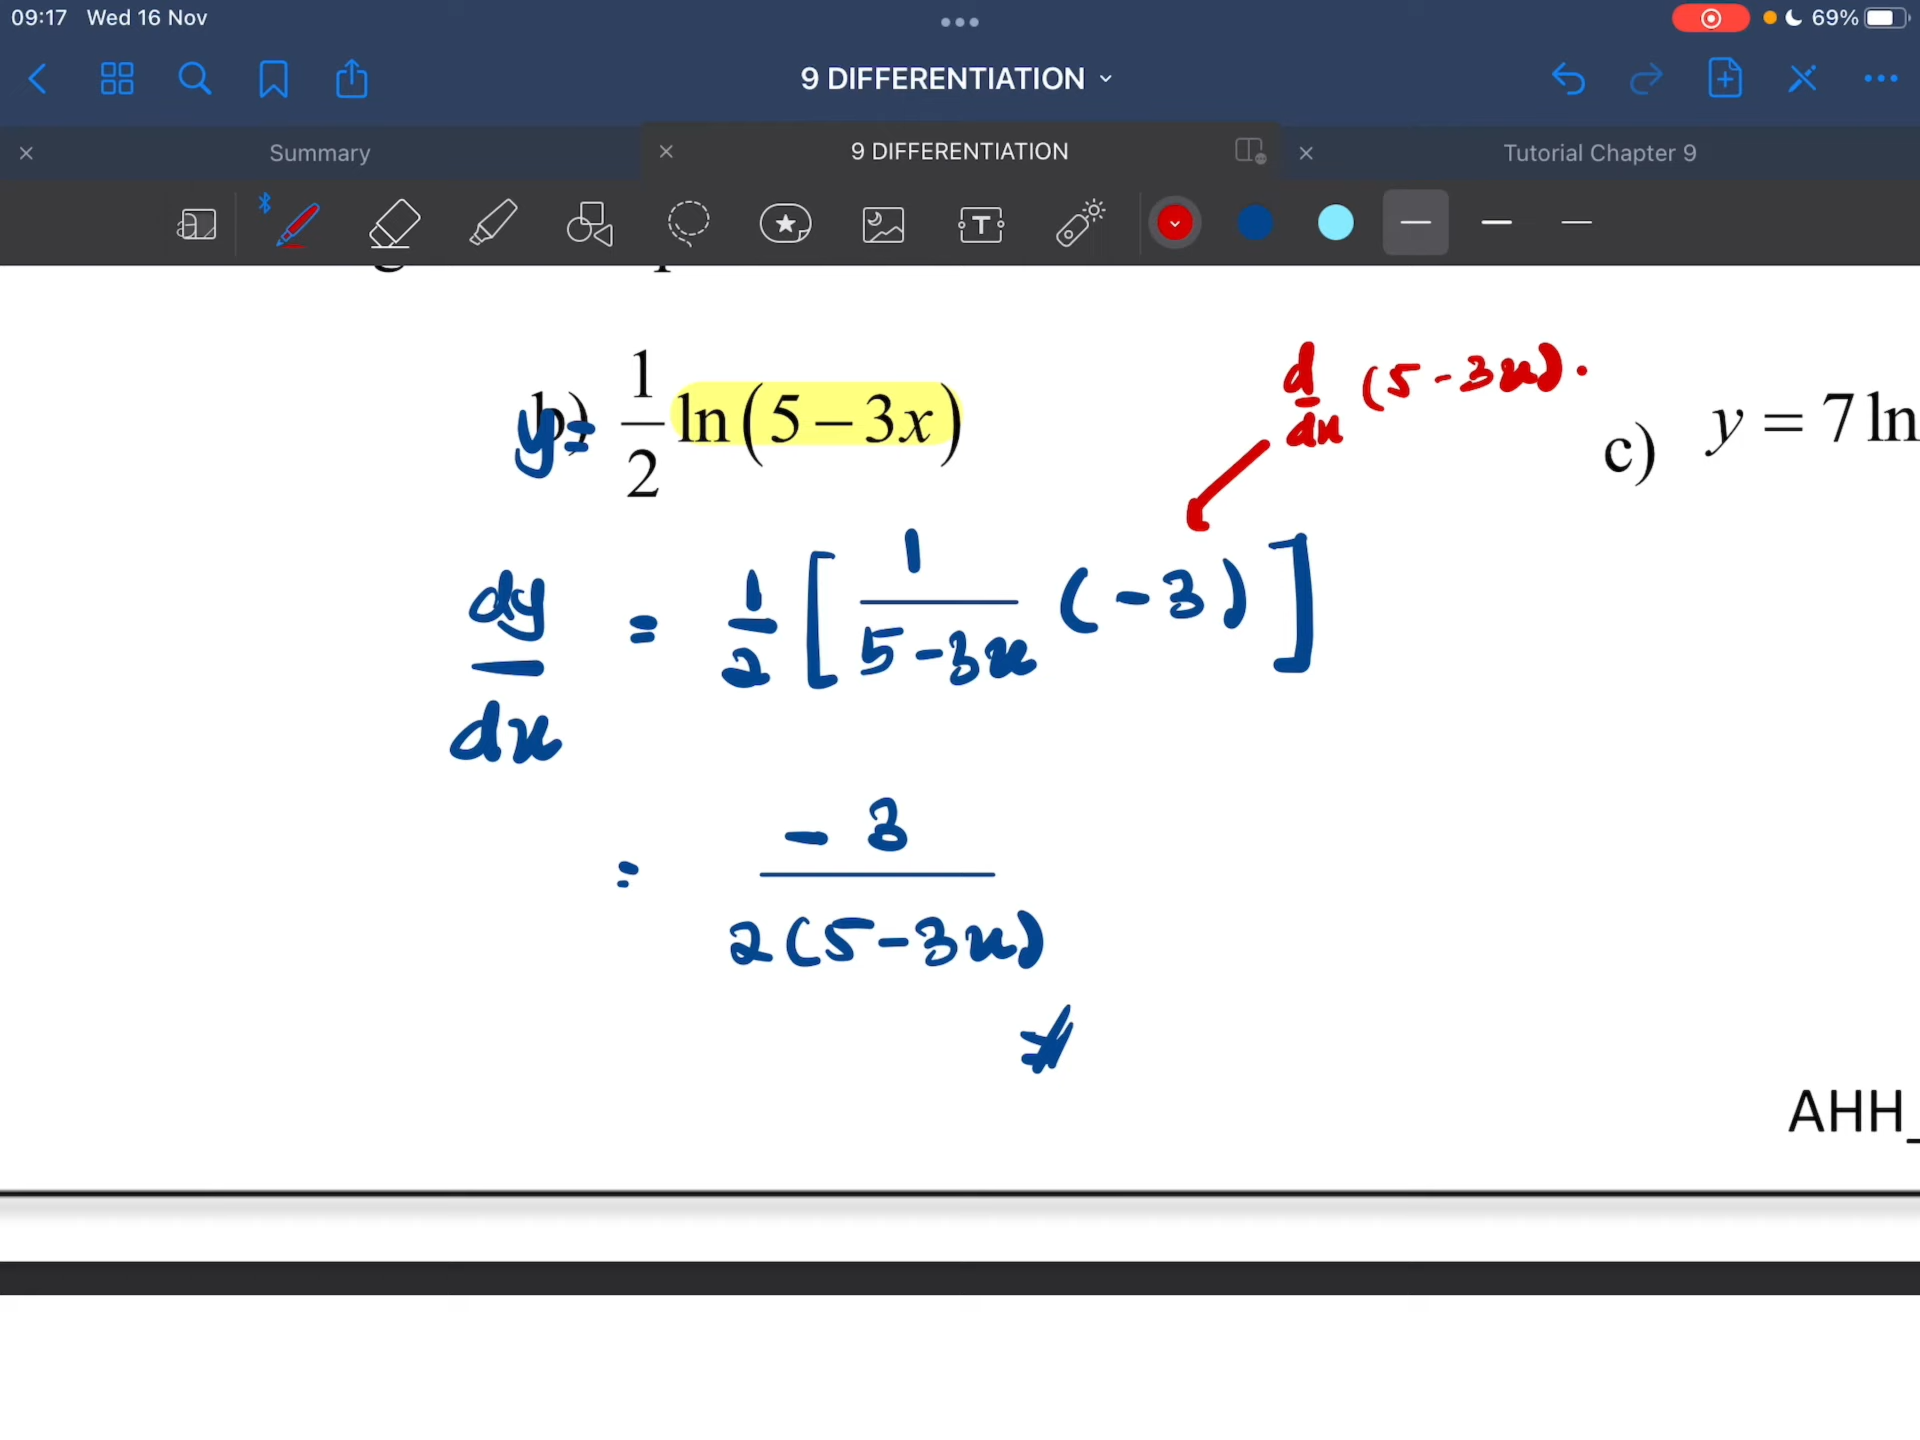 09:17 Wed 16 Nov
69%
9 DIFFERENTIATION
Summary
9 DIFFERENTIATION
Tutorial Chapter 9
b) 1/2 ln(5 − 3x)
y =
d/dx (5 - 3x).
c) y = 7 ln
dy/dx = 1/2 [ 1/(5-3x) (-3) ]
= -3 / 2(5-3x)
AHH_